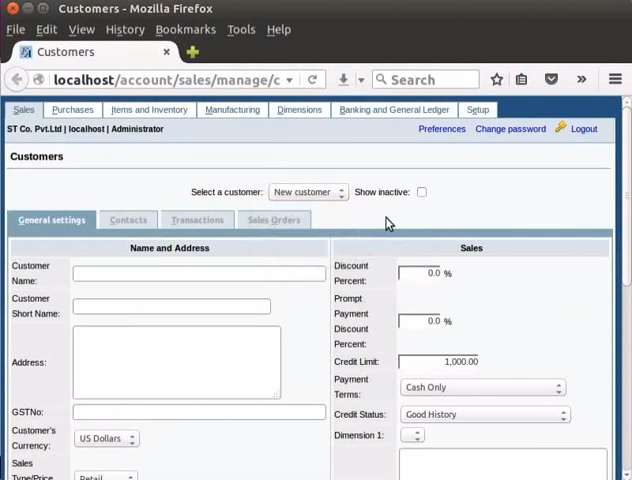 Customers - Mozilla Firefox
File Edit View History Bookmarks Tools Help
Customers
localhost/account/sales/manage/c Search
Sales Purchases Items and Inventory Manufacturing Dimensions Banking and General Ledger Setup
ST Co. Pvt.Ltd | localhost | Administrator Preferences Change password Logout
Customers
Select a customer: New customer Show inactive:
General settings Contacts Transactions Sales Orders
Name and Address Sales
Customer Name: Discount Percent: 0.0 %
Customer Short Name: Prompt Payment Discount Percent: 0.0 %
Address: Credit Limit: 1,000.00
Payment Terms: Cash Only
GSTNo: Credit Status: Good History
Customer's Currency: US Dollars Dimension 1:
Sales Type/Price Retail